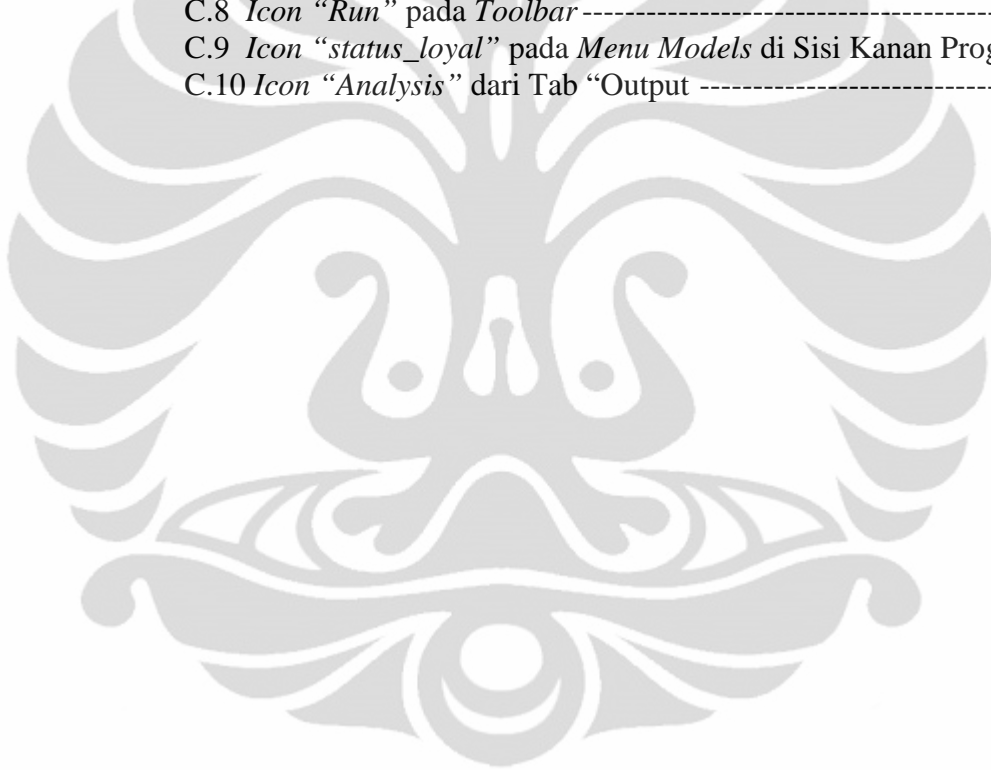 C.8 Icon “Run” pada Toolbar -----------------------------------------
C.9 Icon “status_loyal” pada Menu Models di Sisi Kanan
C.10 Icon “Analysis” dari Tab “Output -----------------------------